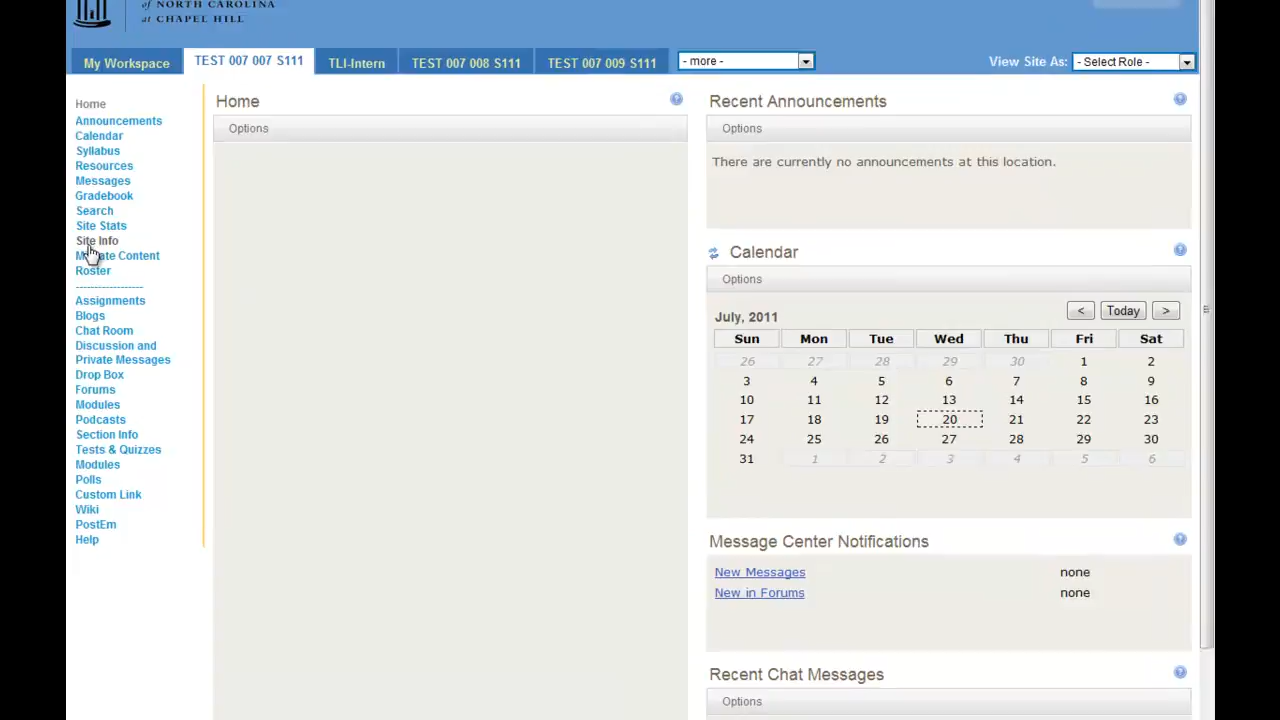 of NORTH CAROLINA
at CHAPEL HILL
My Workspace
TEST 007 007 S111
TLI-Intern
TEST 007 008 S111
TEST 007 009 S111
- more -
View Site As:
- Select Role -
Home
Announcements
Calendar
Syllabus
Resources
Messages
Gradebook
Search
Site Stats
Site Info
Content
Roster
------------------
Assignments
Blogs
Chat Room
Discussion and
Private Messages
Drop Box
Forums
Modules
Podcasts
Section Info
Tests & Quizzes
Modules
Polls
Custom Link
Wiki
PostEm
Help
Home
Options
Recent Announcements
Options
There are currently no announcements at this location.
Calendar
Options
July, 2011
< Today >
Sun Mon Tue Wed Thu Fri Sat
26 27 28 29 30 1 2
3 4 5 6 7 8 9
10 11 12 13 14 15 16
17 18 19 20 21 22 23
24 25 26 27 28 29 30
31 1 2 3 4 5 6
Message Center Notifications
New Messages none
New in Forums none
Recent Chat Messages
Options